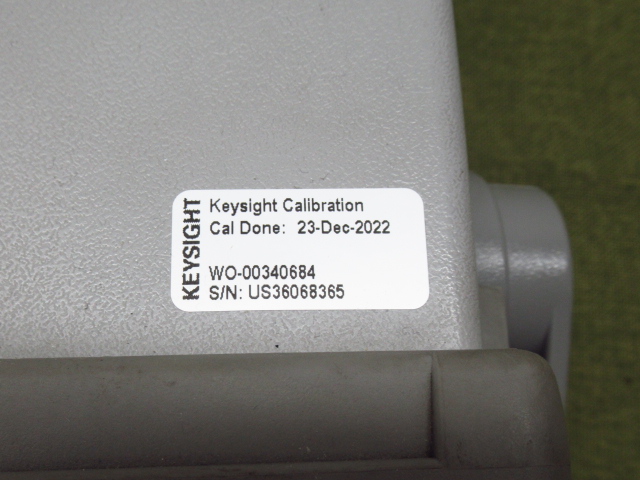 KEYSIGHT
Keysight Calibration
Cal Done: 23-Dec-2022
WO-00340684
S/N: US36068365